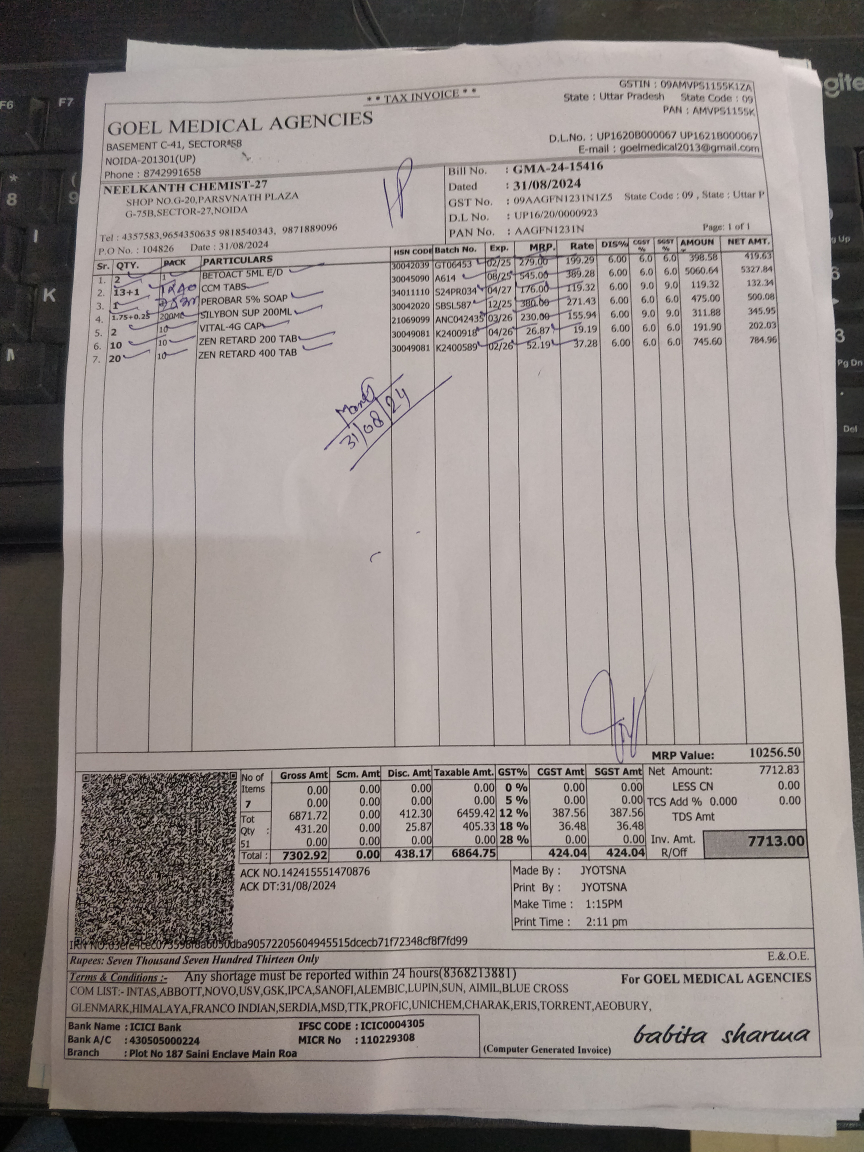 * * TAX INVOICE * *
GSTIN : 09AMVPS1155K1ZA
State : Uttar Pradesh State Code : 09
PAN : AMVPS1155K
GOEL MEDICAL AGENCIES
BASEMENT C-41, SECTOR-58
NOIDA-201301(UP)
Phone : 8742991658
D.L.No. : UP1620B000067 UP1621B000067
E-mail : goelmedical2013@gmail.com
NEELKANTH CHEMIST-27
SHOP NO.G-20,PARSVNATH PLAZA
G-75B,SECTOR-27,NOIDA
Tel : 4357583,9654350635 9818540343, 9871889096
P.O No. : 104826 Date : 31/08/2024
Bill No. : GMA-24-15416
Dated : 31/08/2024
GST No. : 09AAGFN1231N1Z5 State Code : 09 , State : Uttar P
D.L No. : UP16/20/0000923
PAN No. : AAGFN1231N
Page: 1 of 1
Sr. QTY. PACK PARTICULARS HSN CODE Batch No. Exp. MRP. Rate DIS% CGST % SGST % AMOUN NET AMT.
1. 2 1 BETOACT 5ML E/D 30042039 GT06453 02/25 279.00 199.29 6.00 6.0 6.0 398.58 419.63
2. 13+1 CCM TABS 30045090 A614 08/25 545.00 389.28 6.00 6.0 6.0 5060.64 5327.84
3. 1 PEROBAR 5% SOAP 34011110 S24PR034 04/27 176.00 119.32 6.00 9.0 9.0 119.32 132.34
4. 1.75+0.25 200ML SILYBON SUP 200ML 30042020 SBSL587 12/25 380.00 271.43 6.00 6.0 6.0 475.00 500.08
5. 2 10 VITAL-4G CAP 21069099 ANC042435 03/26 230.00 155.94 6.00 9.0 9.0 311.88 345.95
6. 10 10 ZEN RETARD 200 TAB 30049081 K2400918 04/26 26.87 19.19 6.00 6.0 6.0 191.90 202.03
7. 20 10 ZEN RETARD 400 TAB 30049081 K2400589 02/26 52.19 37.28 6.00 6.0 6.0 745.60 784.96
31/08/24
MRP Value: 10256.50
No of Items 7 Tot Qty : 51
Gross Amt Scm. Amt Disc. Amt Taxable Amt. GST% CGST Amt SGST Amt
0.00 0.00 0.00 0.00 0 % 0.00 0.00
0.00 0.00 0.00 0.00 5 % 0.00 0.00
6871.72 0.00 412.30 6459.42 12 % 387.56 387.56
431.20 0.00 25.87 405.33 18 % 36.48 36.48
0.00 0.00 0.00 0.00 28 % 0.00 0.00
Total : 7302.92 0.00 438.17 6864.75 424.04 424.04
Net Amount: 7712.83
LESS CN 0.00
TCS Add % 0.000 0.00
TDS Amt
Inv. Amt. 7713.00
R/Off
ACK NO.142415551470876
ACK DT:31/08/2024
Made By : JYOTSNA
Print By : JYOTSNA
Make Time : 1:15PM
Print Time : 2:11 pm
Rupees: Seven Thousand Seven Hundred Thirteen Only
E.&O.E.
Terms & Conditions :- Any shortage must be reported within 24 hours(8368213881)
COM LIST:- INTAS,ABBOTT,NOVO,USV,GSK,IPCA,SANOFI,ALEMBIC,LUPIN,SUN, AIMIL,BLUE CROSS
GLENMARK,HIMALAYA,FRANCO INDIAN,SERDIA,MSD,TTK,PROFIC,UNICHEM,CHARAK,ERIS,TORRENT,AEOBURY,
For GOEL MEDICAL AGENCIES
Bank Name : ICICI Bank IFSC CODE : ICIC0004305
Bank A/C : 430505000224 MICR No : 110229308
Branch : Plot No 187 Saini Enclave Main Roa
(Computer Generated Invoice)
babita sharma
F6
F7
8
9
I
K
3
Pg Dn
Del